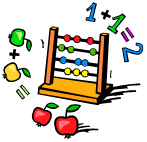 1+1=2
+
=